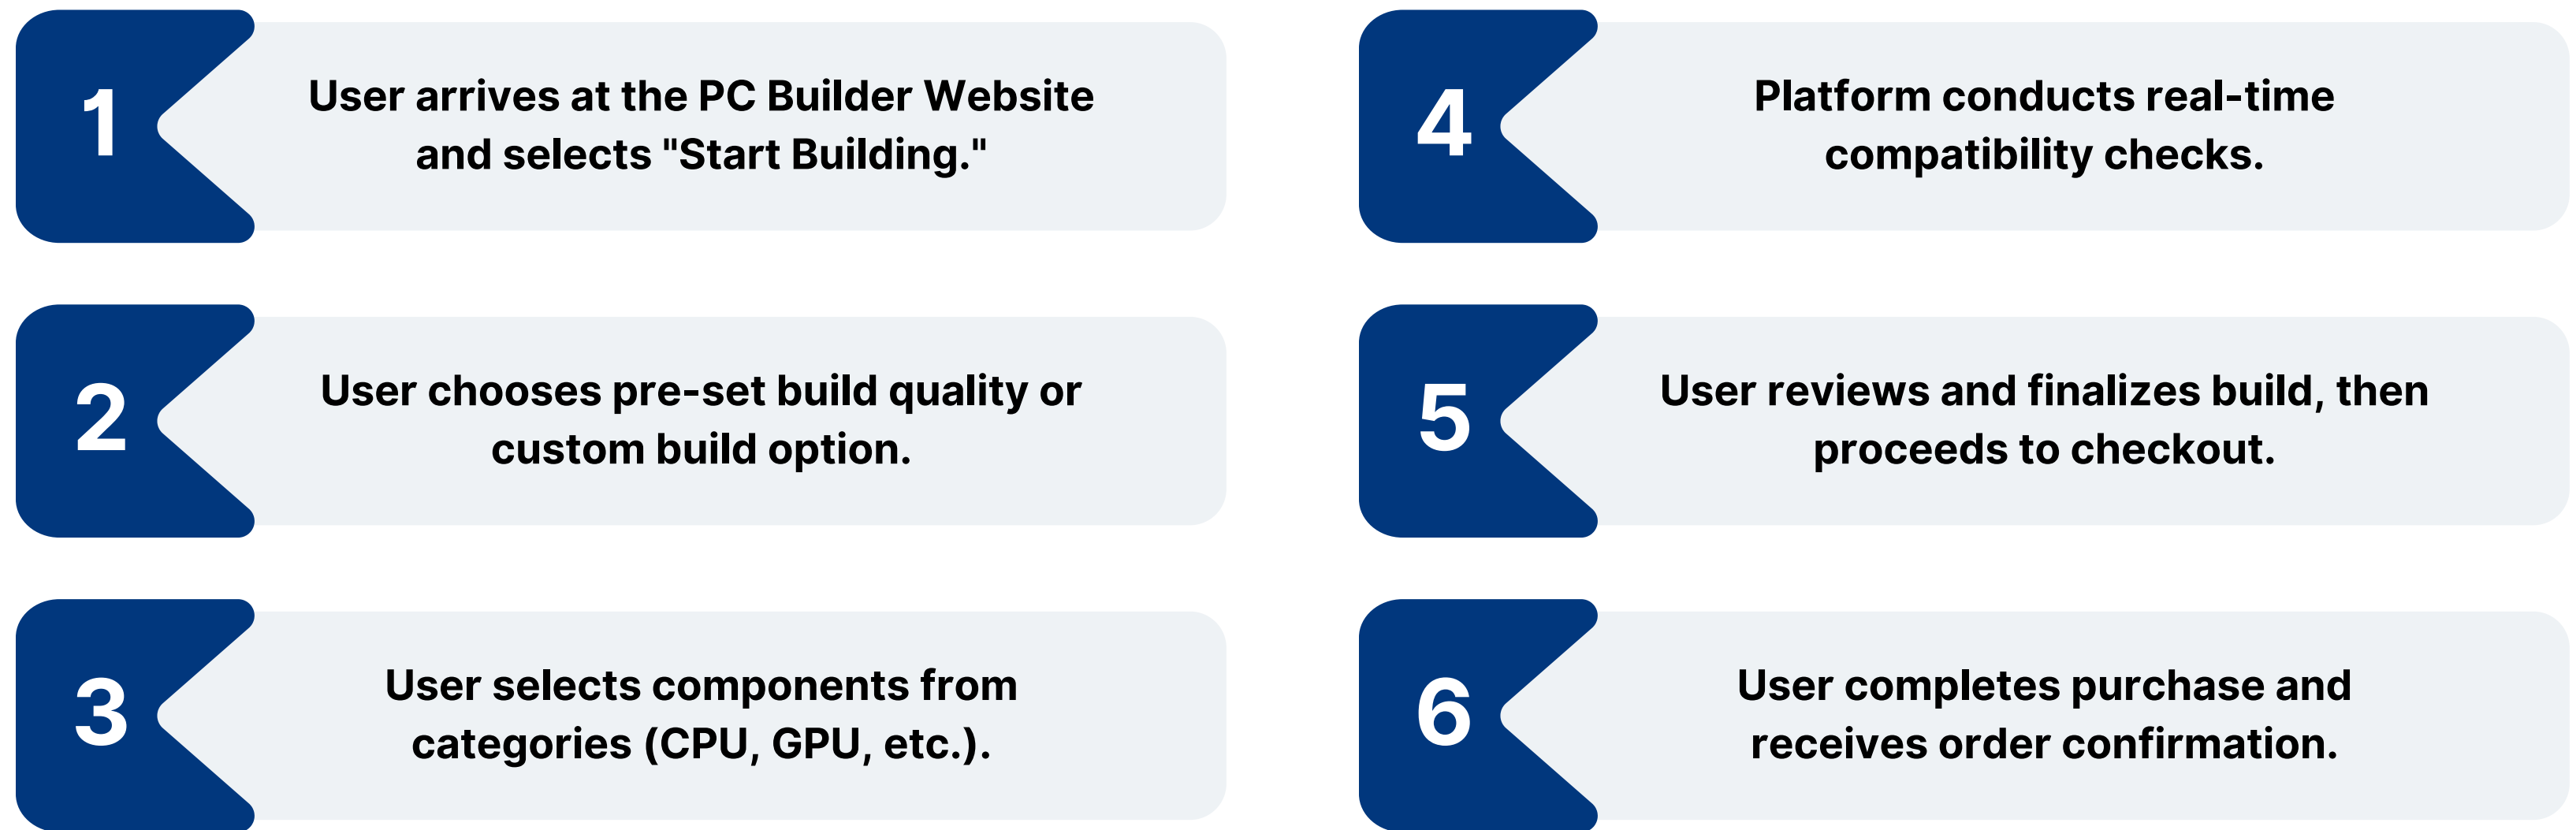 1
User arrives at the PC Builder Website
and selects "Start Building."
2
User chooses pre-set build quality or
custom build option.
3
User selects components from
categories (CPU, GPU, etc.).
4
Platform conducts real-time
compatibility checks.
5
User reviews and finalizes build, then
proceeds to checkout.
6
User completes purchase and
receives order confirmation.